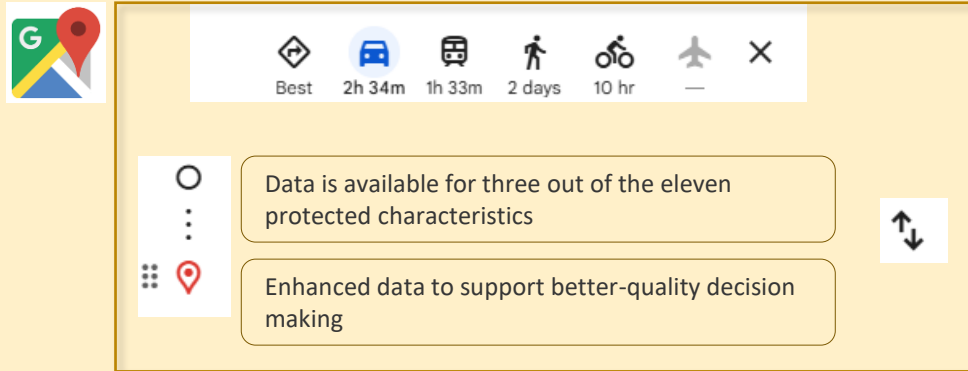 G
Best 2h 34m 1h 33m 2 days 10 hr —
Data is available for three out of the eleven
protected characteristics
Enhanced data to support better-quality decision
making